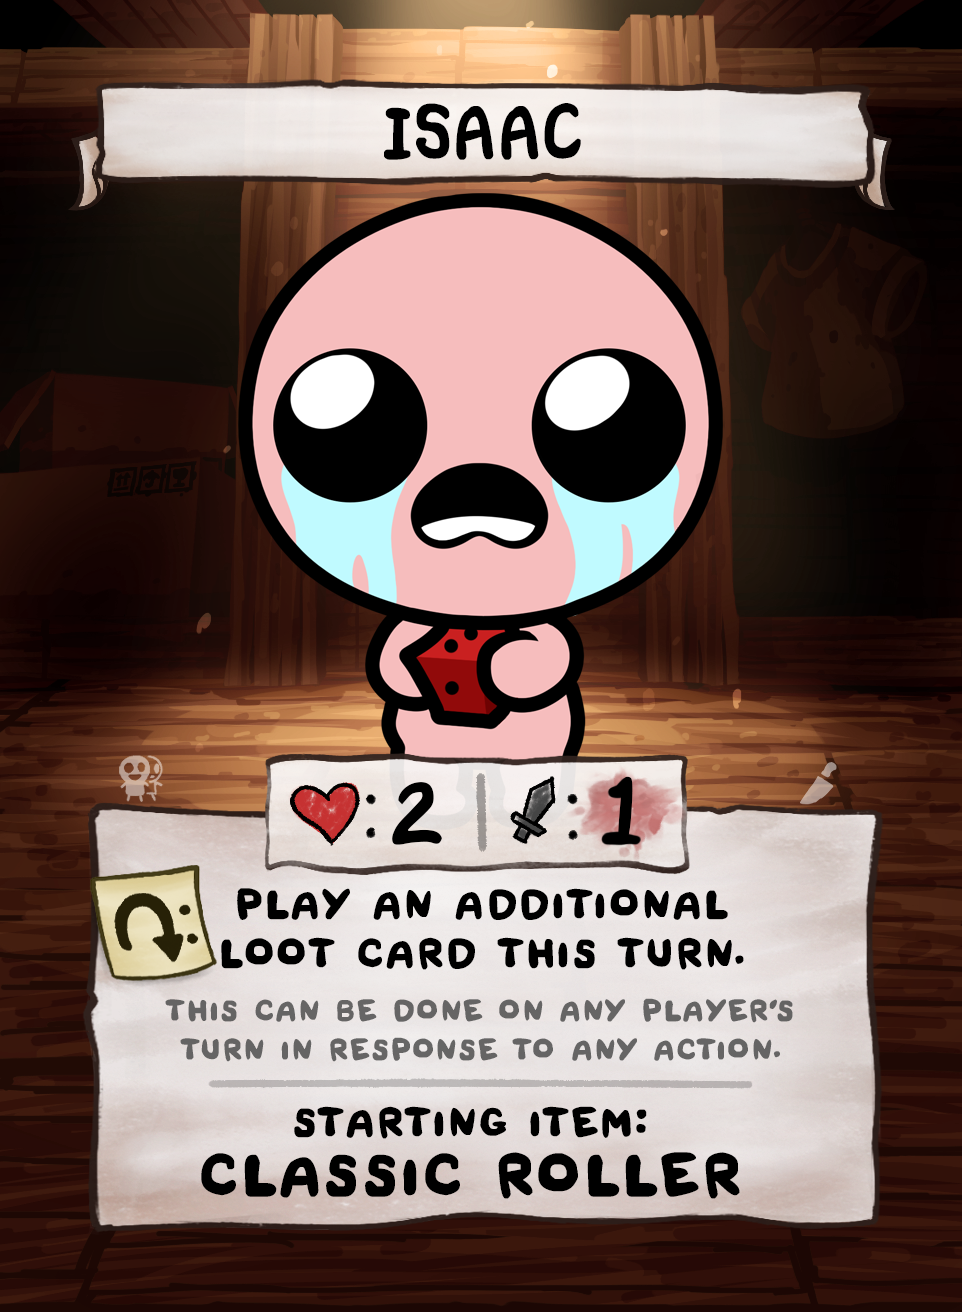 ISAAC
:2 :1
PLAY AN ADDITIONAL
LOOT CARD THIS TURN.
THIS CAN BE DONE ON ANY PLAYER'S
TURN IN RESPONSE TO ANY ACTION.
STARTING ITEM:
CLASSIC ROLLER